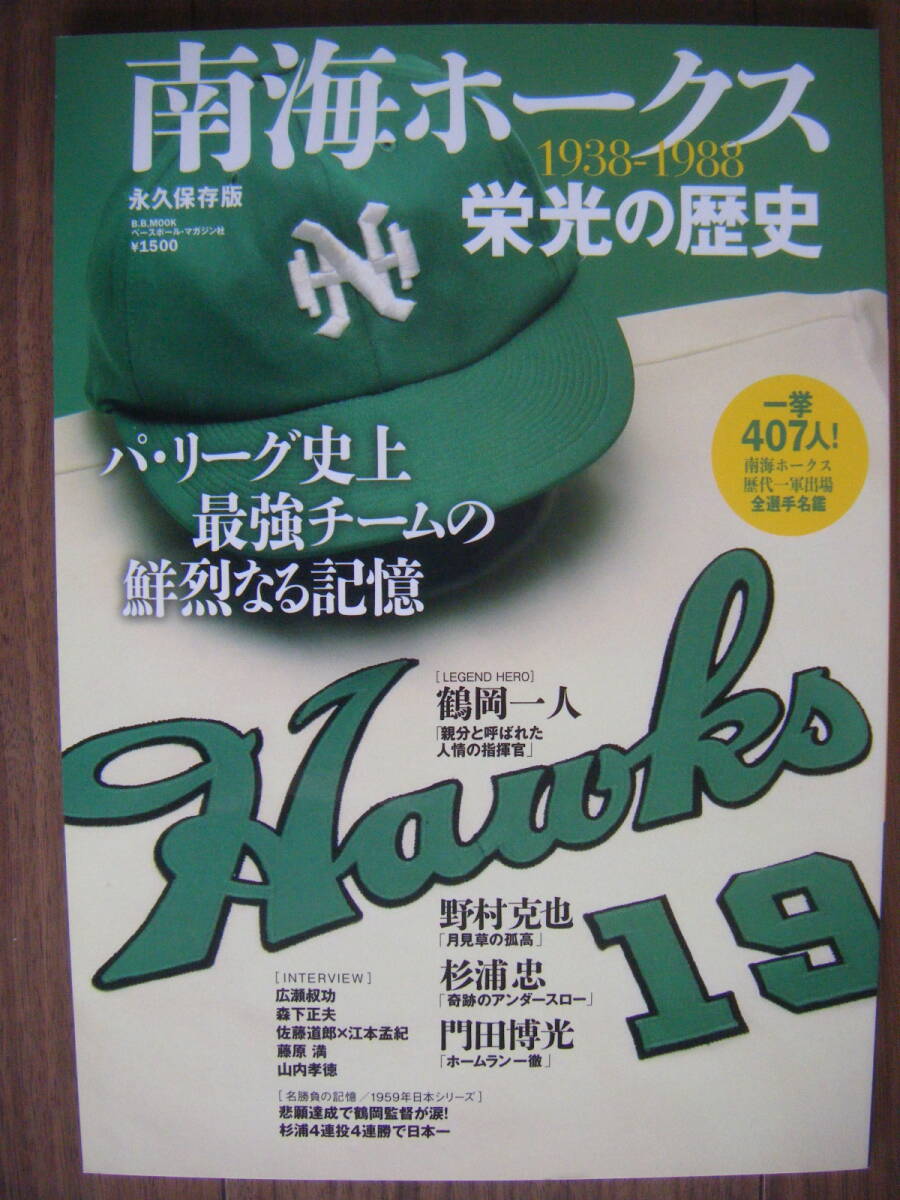 南海ホークス
1938-1988
栄光の歴史
永久保存版
B.B.MOOK
ベースボール・マガジン社
¥1500
NH
一挙
407人!
南海ホークス
歴代一軍出場
全選手名鑑
パ・リーグ史上
最強チームの
鮮烈なる記憶
Hawks
19
[LEGEND HERO]
鶴岡一人
「親分と呼ばれた
人情の指揮官」
野村克也
「月見草の孤高」
杉浦 忠
「奇跡のアンダースロー」
門田博光
「ホームラン一徹」
[INTERVIEW]
広瀬叔功
森下正夫
佐藤道郎×江本孟紀
藤原 満
山内孝徳
[名勝負の記憶/1959年日本シリーズ]
悲願達成で鶴岡監督が涙!
杉浦4連投4連勝で日本一